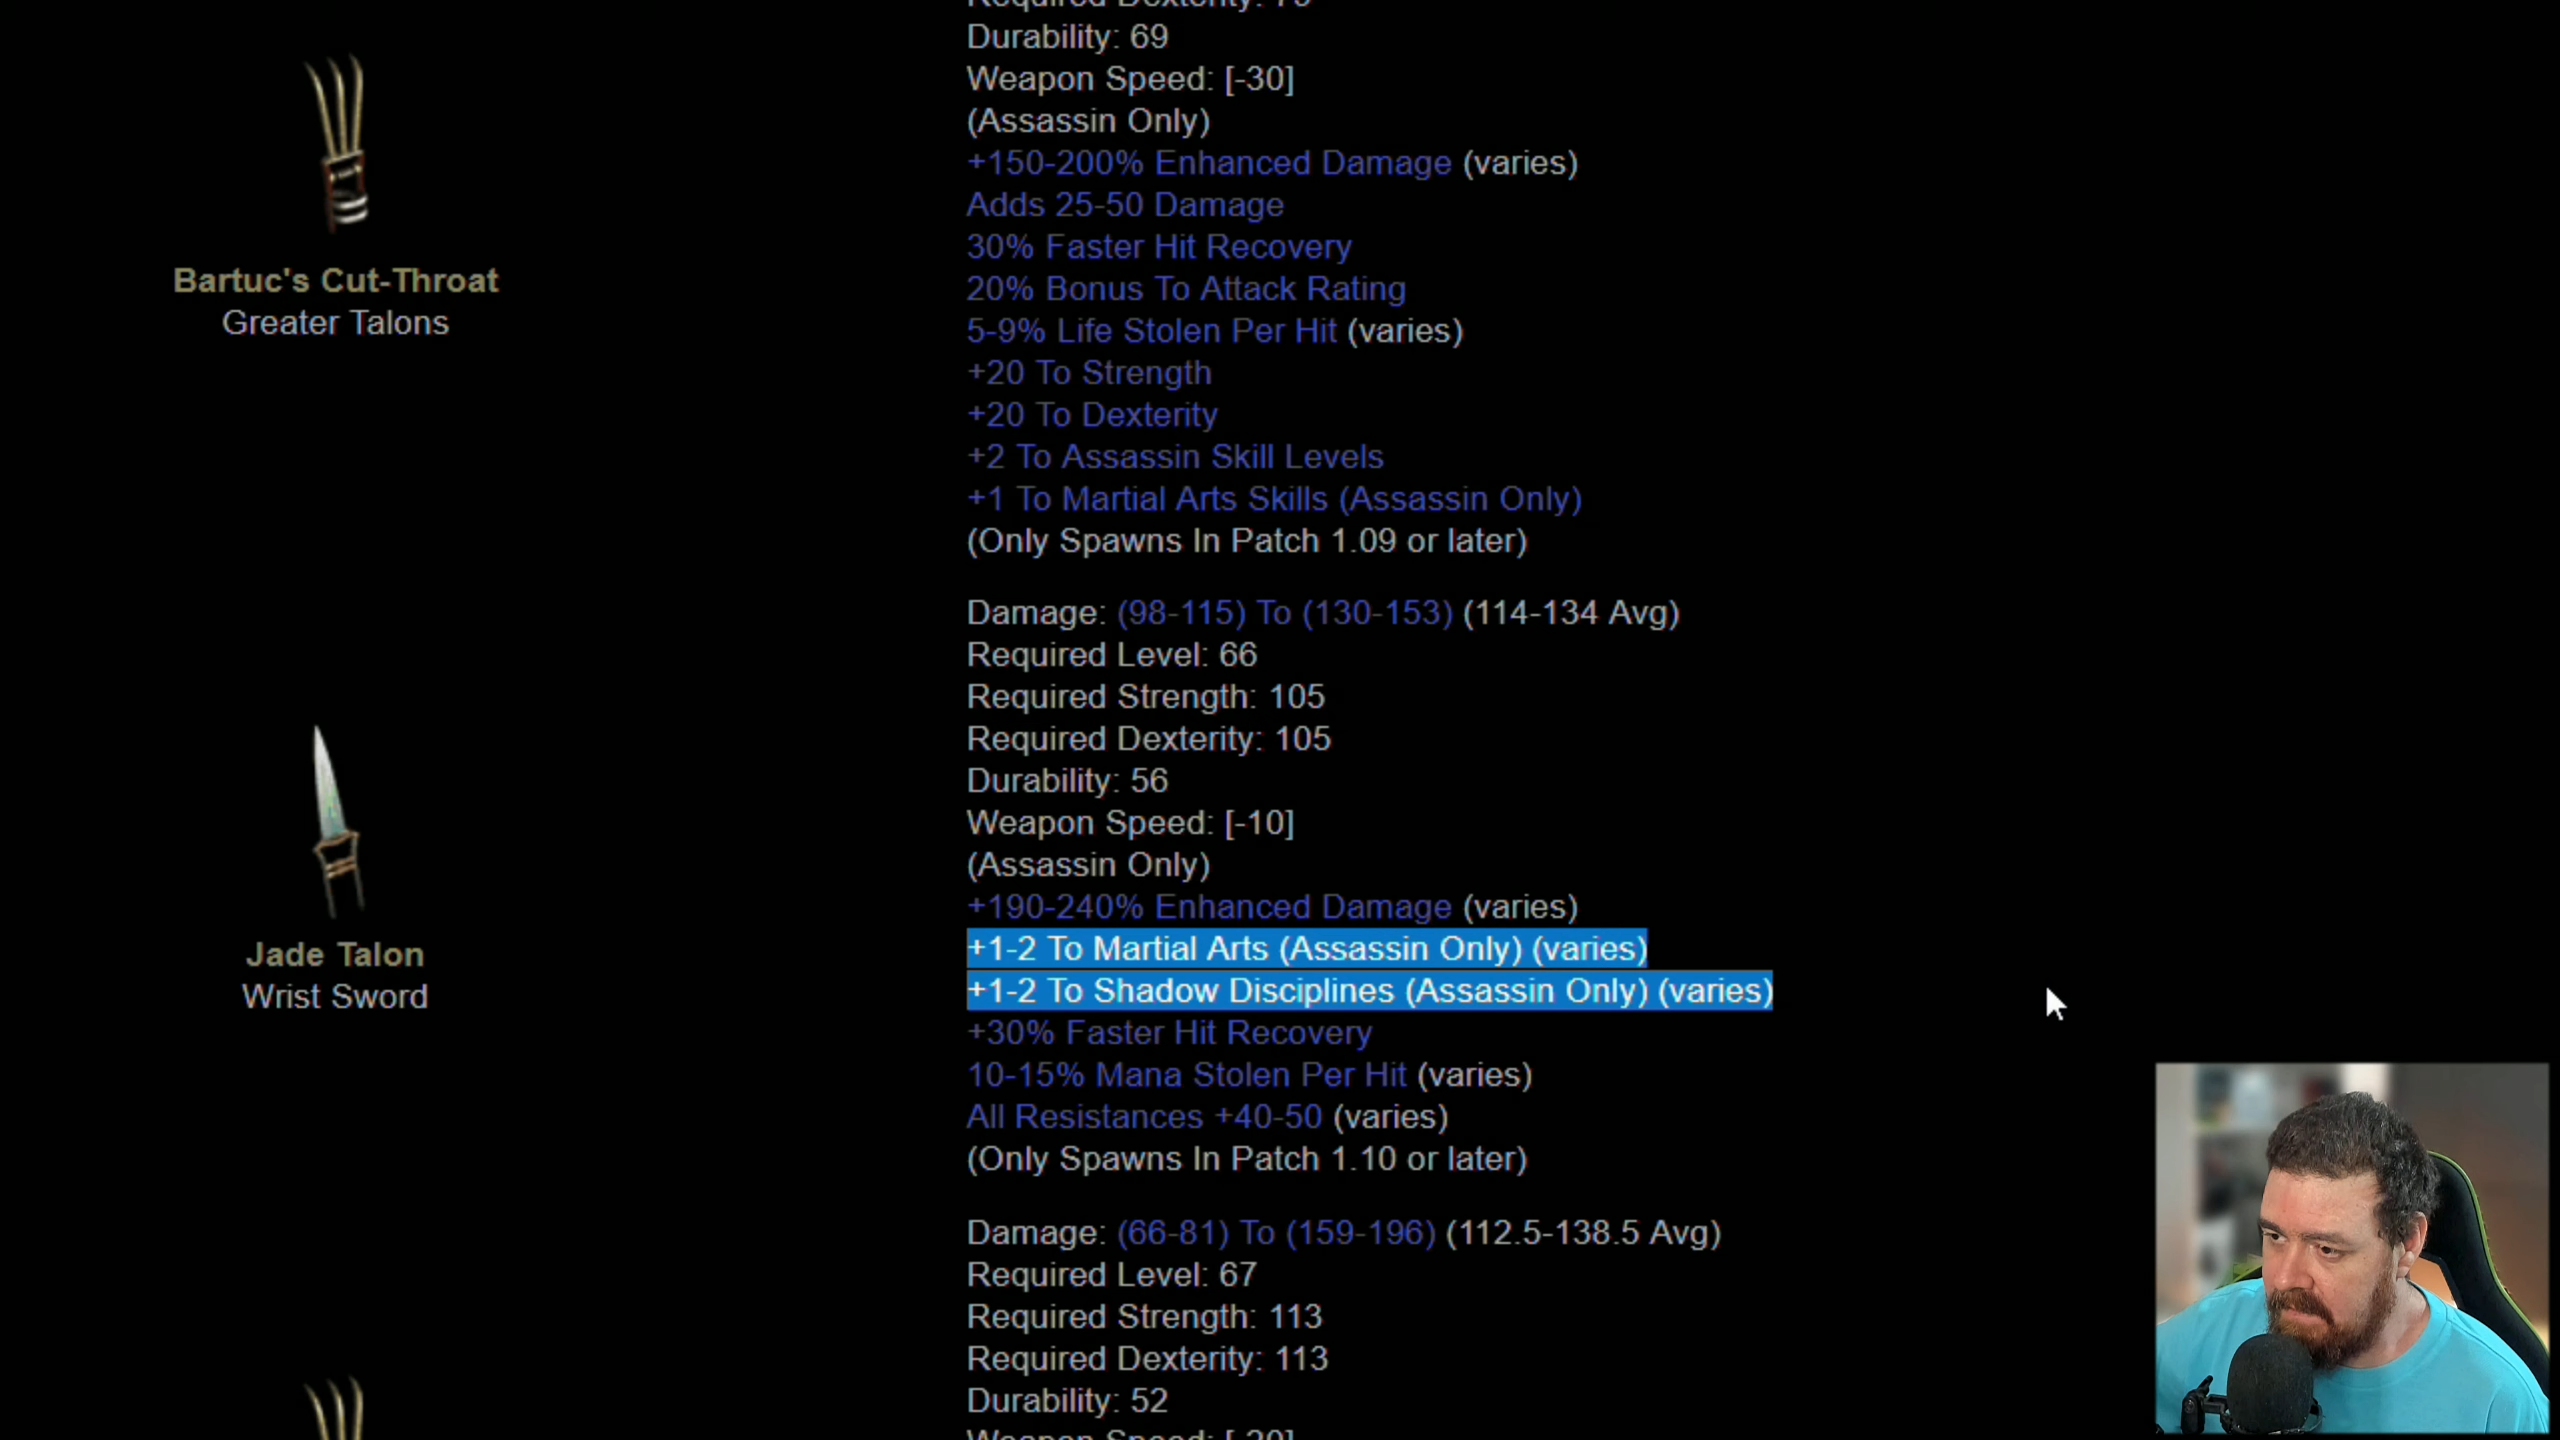 Required Dexterity: 79
Durability: 69
Weapon Speed: [-30]
(Assassin Only)
+150-200% Enhanced Damage (varies)
Adds 25-50 Damage
30% Faster Hit Recovery
20% Bonus To Attack Rating
5-9% Life Stolen Per Hit (varies)
+20 To Strength
+20 To Dexterity
+2 To Assassin Skill Levels
+1 To Martial Arts Skills (Assassin Only)
(Only Spawns In Patch 1.09 or later)
Bartuc's Cut-Throat
Greater Talons
Damage: (98-115) To (130-153) (114-134 Avg)
Required Level: 66
Required Strength: 105
Required Dexterity: 105
Durability: 56
Weapon Speed: [-10]
(Assassin Only)
+190-240% Enhanced Damage (varies)
+1-2 To Martial Arts (Assassin Only) (varies)
+1-2 To Shadow Disciplines (Assassin Only) (varies)
+30% Faster Hit Recovery
10-15% Mana Stolen Per Hit (varies)
All Resistances +40-50 (varies)
(Only Spawns In Patch 1.10 or later)
Jade Talon
Wrist Sword
Damage: (66-81) To (159-196) (112.5-138.5 Avg)
Required Level: 67
Required Strength: 113
Required Dexterity: 113
Durability: 52
Weapon Speed: [-20]